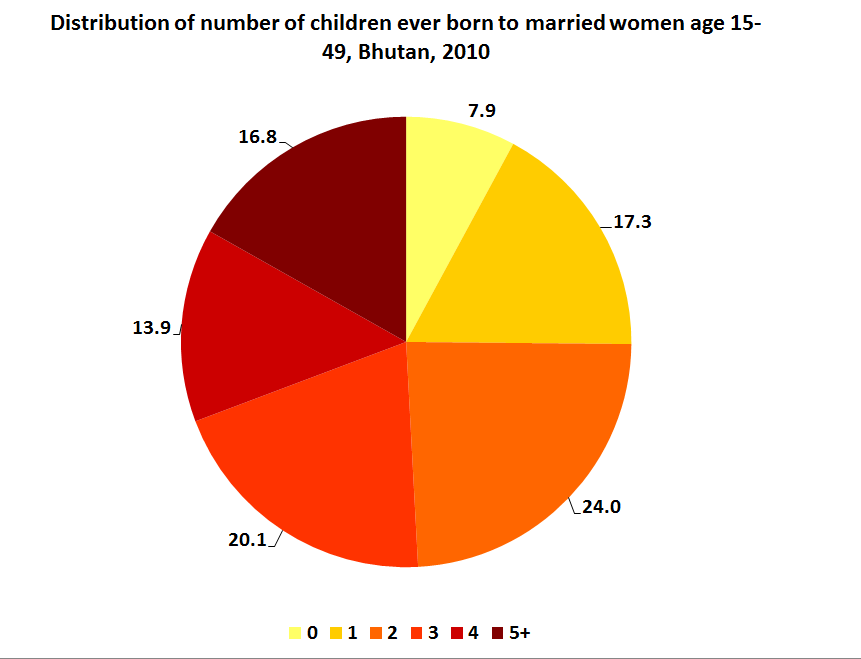 Distribution of number of children ever born to married women age 15-
49, Bhutan, 2010
7.9
16.8
17.3
13.9
24.0
20.1
0 1 2 3 4 5+